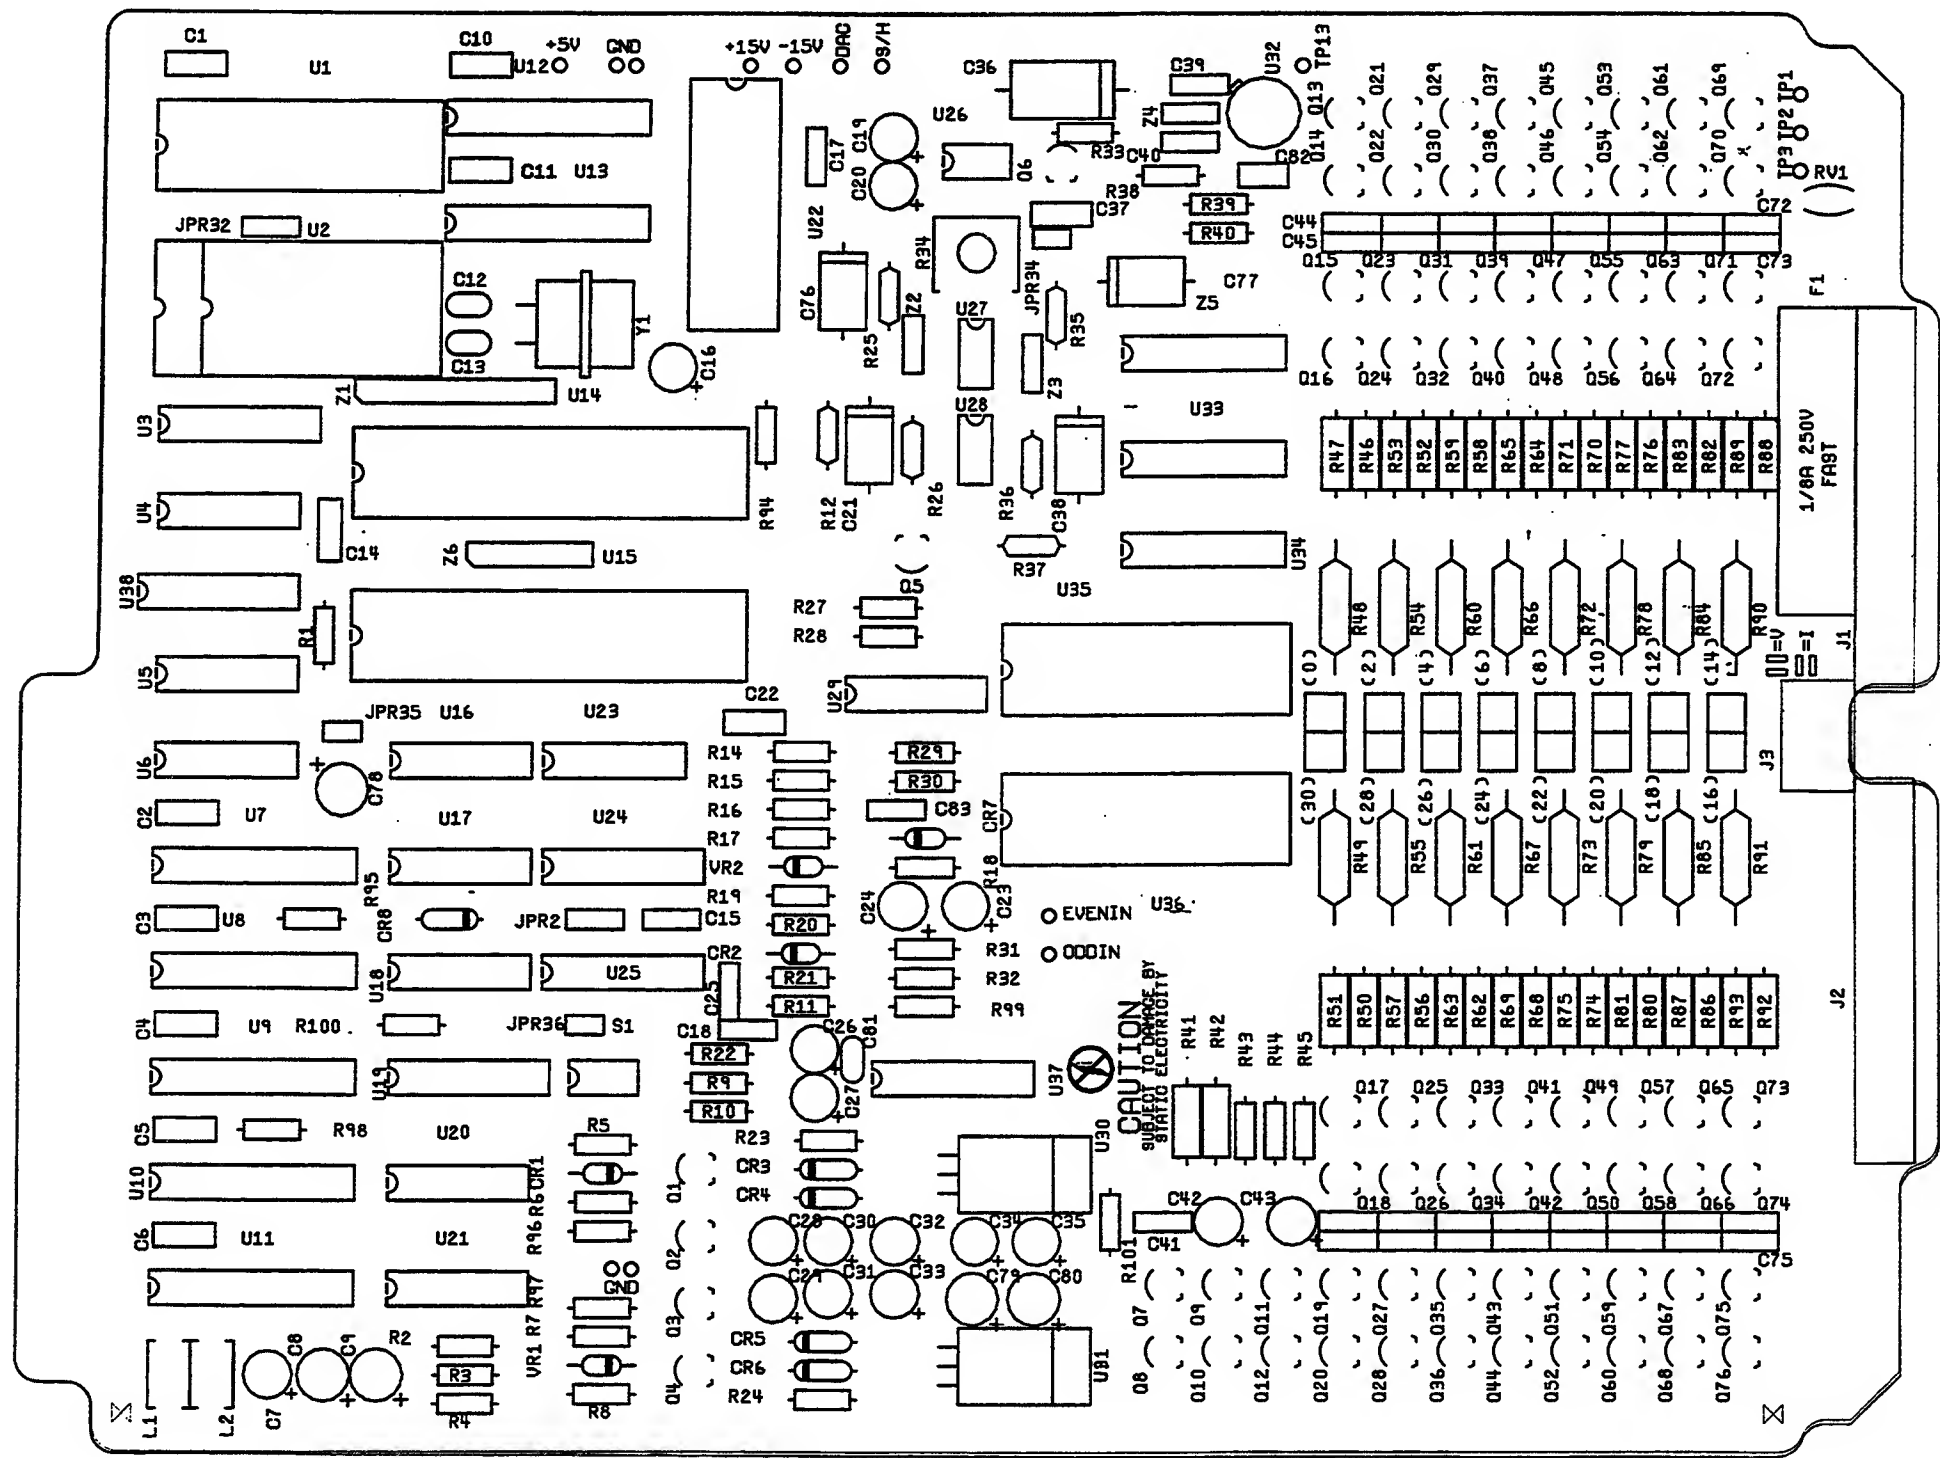 C1
U1
C10
U12
+5V
GND
+15V
-15V
DAC
S/H
C36
C39
U32
TP13
Q13
Q21
Q29
Q37
Q45
Q53
Q61
Q69
TP1
C11
U13
C17
C19
C20
U26
Q6
R33
Z4
C40
C82
Q14
Q22
Q30
Q38
Q46
Q54
Q62
Q70
TP2
TP3
RV1
JPR32
U2
U22
R34
R38
C37
R39
R40
C44
C45
C72
C12
C13
Y1
C16
C76
R25
Z2
U27
JPR34
R35
Z5
C77
Q15
Q23
Q31
Q39
Q47
Q55
Q63
Q71
C73
F1
Z1
U14
U3
U28
Z3
U33
Q16
Q24
Q32
Q40
Q48
Q56
Q64
Q72
R47
R46
R53
R52
R59
R58
R65
R64
R71
R70
R77
R76
R83
R82
R89
R88
1/8A 250V
FAST
U4
C14
R94
R12
C21
R26
R36
C38
Z6
U15
Q5
R37
U34
U35
U38
R1
R27
R28
R48
R54
R60
R66
R72
R78
R84
R90
=V
=I
J1
U5
U29
C22
(0)
(2)
(4)
(6)
(8)
(10)
(12)
(14)
JPR35
U16
U23
U6
C78
R14
R15
R16
R17
VR2
R19
R20
CR2
R21
R11
R29
R30
C83
CR7
R18
J3
C2
U7
U17
U24
(30)
(28)
(26)
(24)
(22)
(20)
(18)
(16)
R49
R55
R61
R67
R73
R79
R85
R91
R95
C3
U8
CR8
JPR2
C15
C24
C23
EVENIN
ODDIN
U36
R31
R32
R99
U18
U25
C25
C4
U9
R100
JPR36
S1
C18
R22
R9
R10
C26
C81
C27
U37
CAUTION
SUBJECT TO DAMAGE BY
STATIC ELECTRICITY
R41
R42
R43
R44
R45
R51
R50
R57
R56
R63
R62
R69
R68
R75
R74
R81
R80
R87
R86
R93
R92
J2
U19
C5
R98
U20
R5
R23
CR3
CR4
U30
Q17
Q25
Q33
Q41
Q49
Q57
Q65
Q73
U10
CR1
R6
R96
Q1
Q2
C6
U11
U21
GND
R97
R7
VR1
C28
C30
C32
C34
C35
C29
C31
C33
C79
C80
R101
C42
C43
C41
Q18
Q26
Q34
Q42
Q50
Q58
Q66
Q74
C75
Q7
Q9
Q11
Q19
Q27
Q35
Q43
Q51
Q59
Q67
Q75
Q3
Q4
CR5
CR6
R24
U31
Q8
Q10
Q12
Q20
Q28
Q36
Q44
Q52
Q60
Q68
Q76
L1
L2
C7
C8
C9
R2
R3
R4
R8